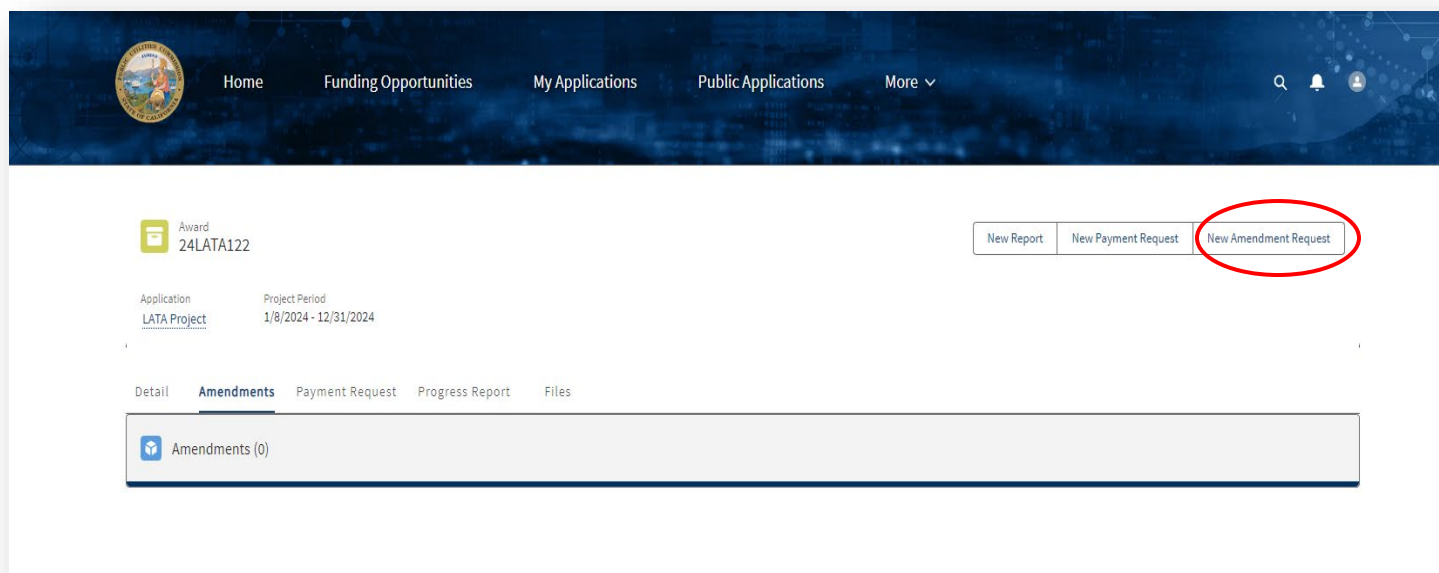 Home Funding Opportunities My Applications Public Applications More
Award
24LATA122
New Report New Payment Request New Amendment Request
Application Project Period
LATA Project 1/8/2024 - 12/31/2024
Detail Amendments Payment Request Progress Report Files
Amendments (0)